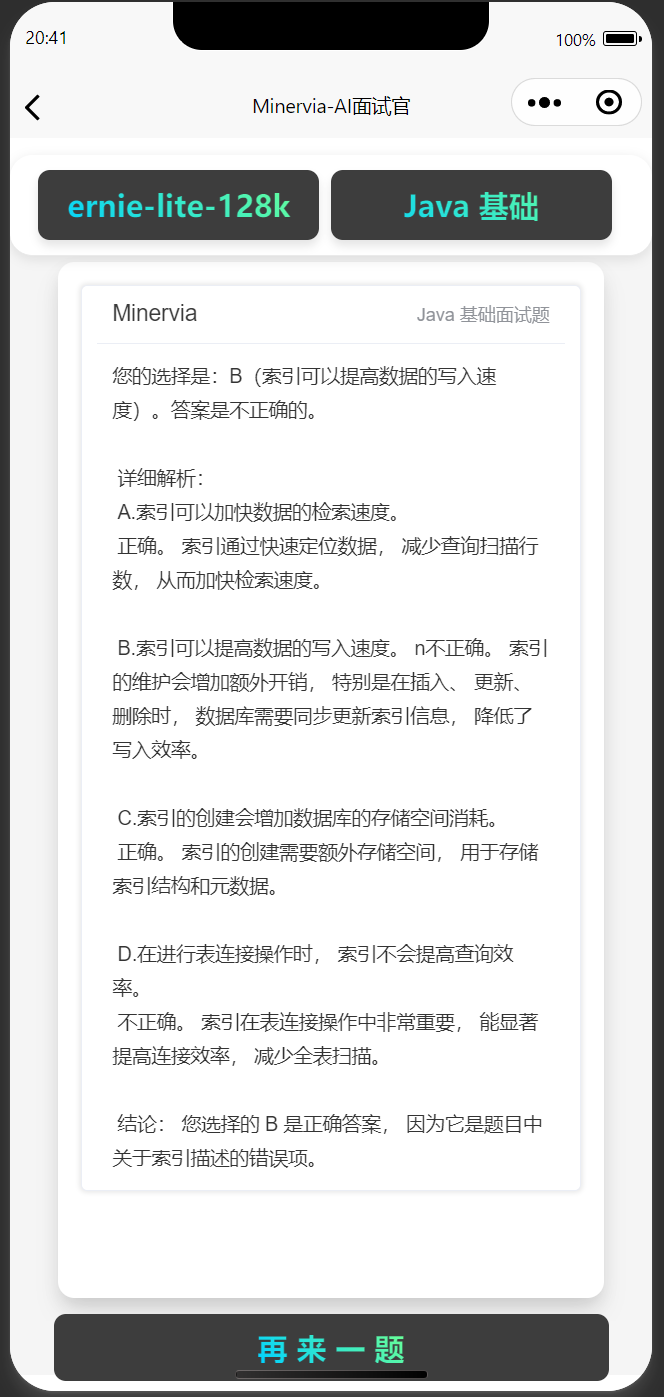 20:41
100%
Minervia-AI面试官
ernie-lite-128k
Java 基础
Minervia
Java 基础面试题
您的选择是：B（索引可以提高数据的写入速
度）。答案是不正确的。
详细解析：
A.索引可以加快数据的检索速度。
正确。 索引通过快速定位数据， 减少查询扫描行
数， 从而加快检索速度。
B.索引可以提高数据的写入速度。 n不正确。 索引
的维护会增加额外开销， 特别是在插入、 更新、
删除时， 数据库需要同步更新索引信息， 降低了
写入效率。
C.索引的创建会增加数据库的存储空间消耗。
正确。 索引的创建需要额外存储空间， 用于存储
索引结构和元数据。
D.在进行表连接操作时， 索引不会提高查询效
率。
不正确。 索引在表连接操作中非常重要， 能显著
提高连接效率， 减少全表扫描。
结论： 您选择的 B 是正确答案， 因为它是题目中
关于索引描述的错误项。
再 来 一 题